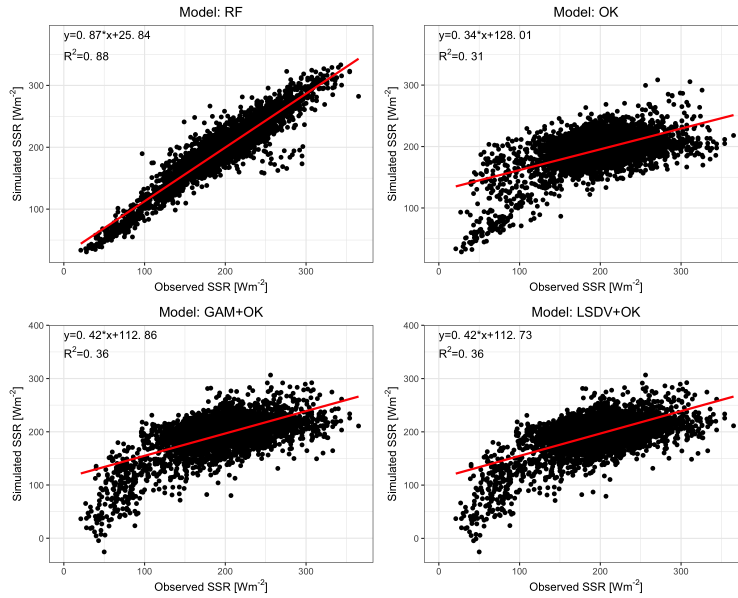 Model: RF
y=0. 87*x+25. 84
R²=0. 88
300
200
100
0
100
200
300
Simulated SSR [Wm⁻²]
Observed SSR [Wm⁻²]
Model: OK
y=0. 34*x+128. 01
R²=0. 31
300
200
100
0
100
200
300
Simulated SSR [Wm⁻²]
Observed SSR [Wm⁻²]
Model: GAM+OK
y=0. 42*x+112. 86
R²=0. 36
400
300
200
100
0
0
100
200
300
Simulated SSR [Wm⁻²]
Observed SSR [Wm⁻²]
Model: LSDV+OK
y=0. 42*x+112. 73
R²=0. 36
400
300
200
100
0
0
100
200
300
Simulated SSR [Wm⁻²]
Observed SSR [Wm⁻²]